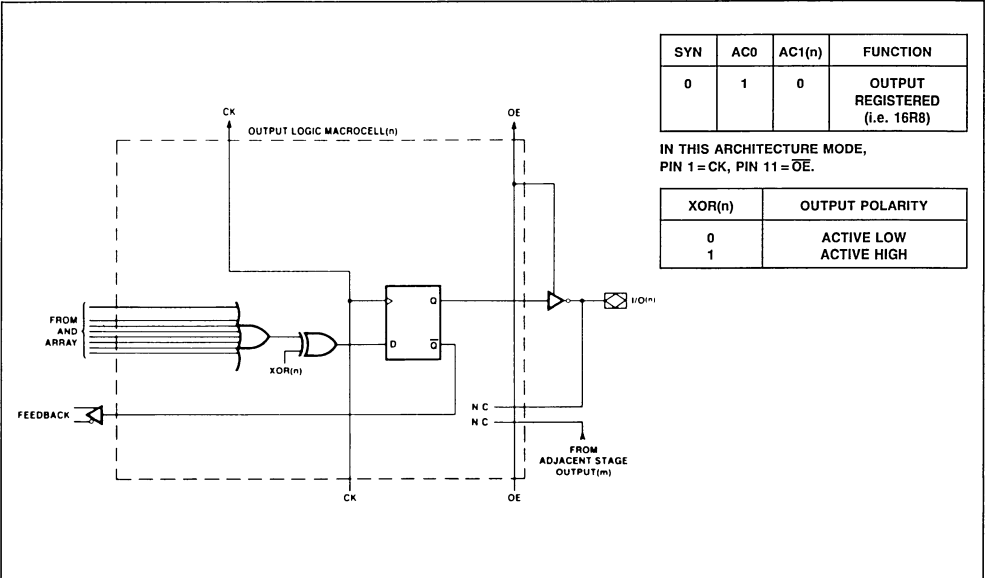 SYN AC0 AC1(n) FUNCTION
0 1 0 OUTPUT
REGISTERED
(i.e. 16R8)
IN THIS ARCHITECTURE MODE,
PIN 1 = CK, PIN 11 = O̅E̅.
XOR(n) OUTPUT POLARITY
0 ACTIVE LOW
1 ACTIVE HIGH
CK
OE
OUTPUT LOGIC MACROCELL(n)
Q
I/O(n)
FROM
AND
ARRAY
D
Q̅
XOR(n)
N C
FEEDBACK
N C
FROM
ADJACENT STAGE
OUTPUT(m)
CK
OE